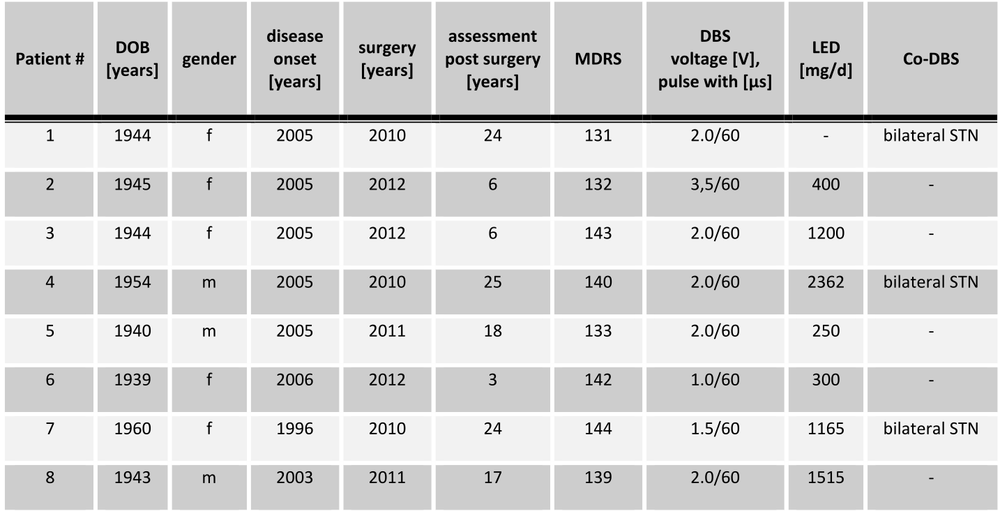 Patient # DOB [years] gender disease onset [years] surgery [years] assessment post surgery [years] MDRS DBS voltage [V], pulse with [µs] LED [mg/d] Co-DBS
1 1944 f 2005 2010 24 131 2.0/60 - bilateral STN
2 1945 f 2005 2012 6 132 3,5/60 400 -
3 1944 f 2005 2012 6 143 2.0/60 1200 -
4 1954 m 2005 2010 25 140 2.0/60 2362 bilateral STN
5 1940 m 2005 2011 18 133 2.0/60 250 -
6 1939 f 2006 2012 3 142 1.0/60 300 -
7 1960 f 1996 2010 24 144 1.5/60 1165 bilateral STN
8 1943 m 2003 2011 17 139 2.0/60 1515 -